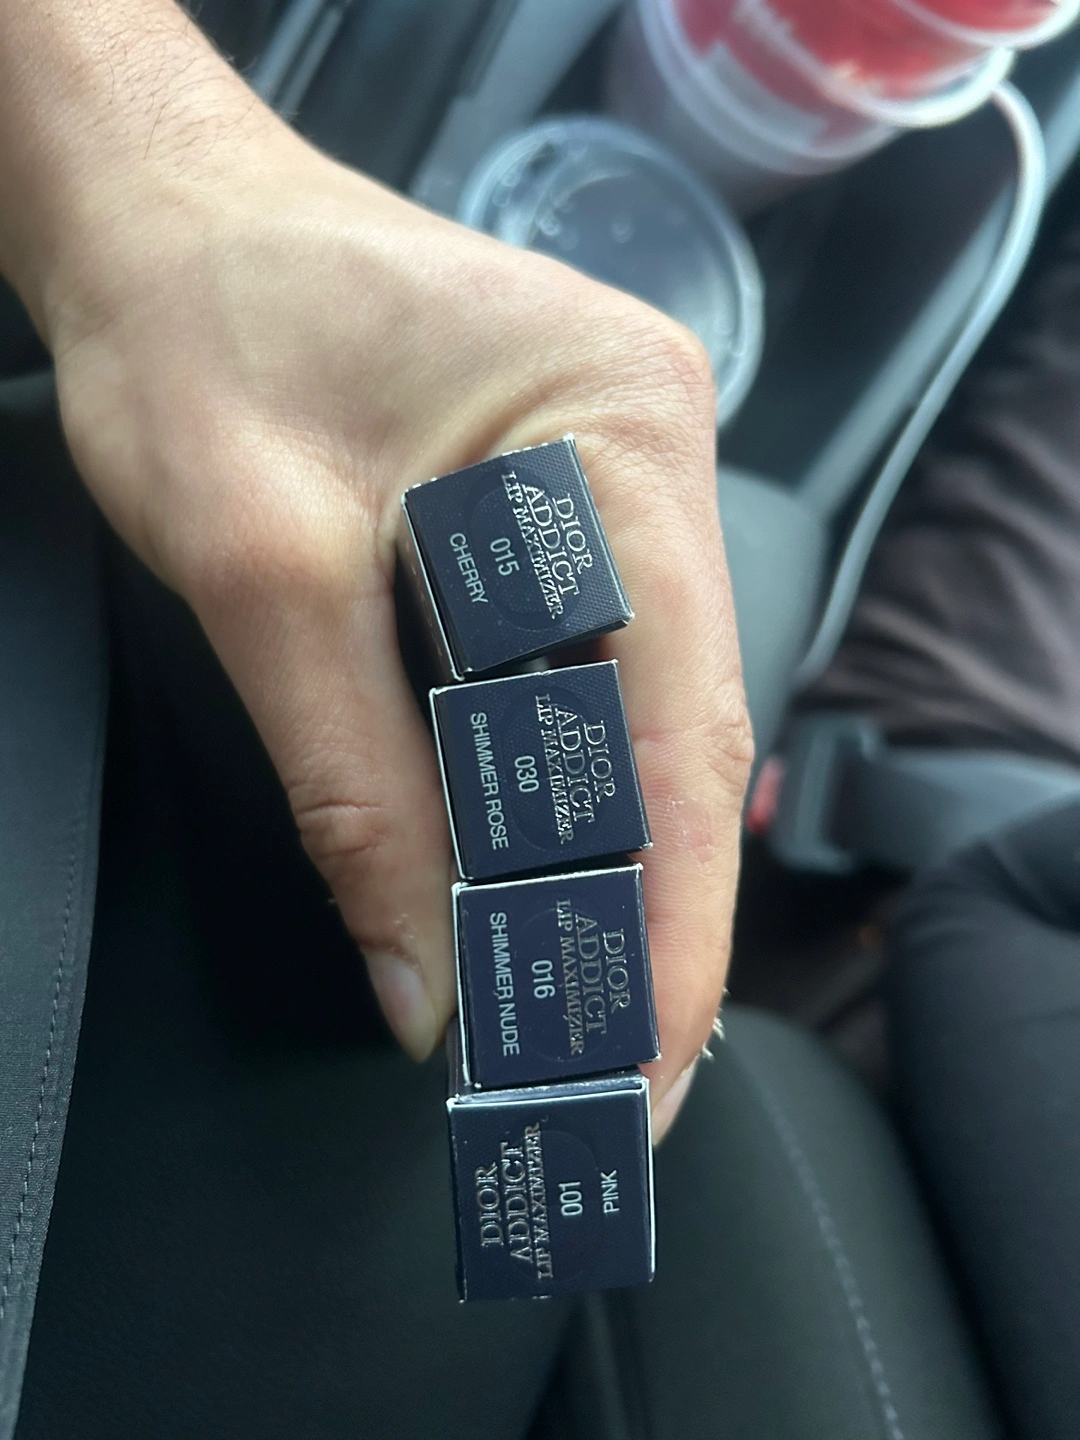 DIOR
ADDICT
LIP MAXIMIZER
015
CHERRY
DIOR
ADDICT
LIP MAXIMIZER
030
SHIMMER ROSE
DIOR
ADDICT
LIP MAXIMIZER
016
SHIMMER NUDE
DIOR
ADDICT
LIP MAXIMIZER
001
PINK